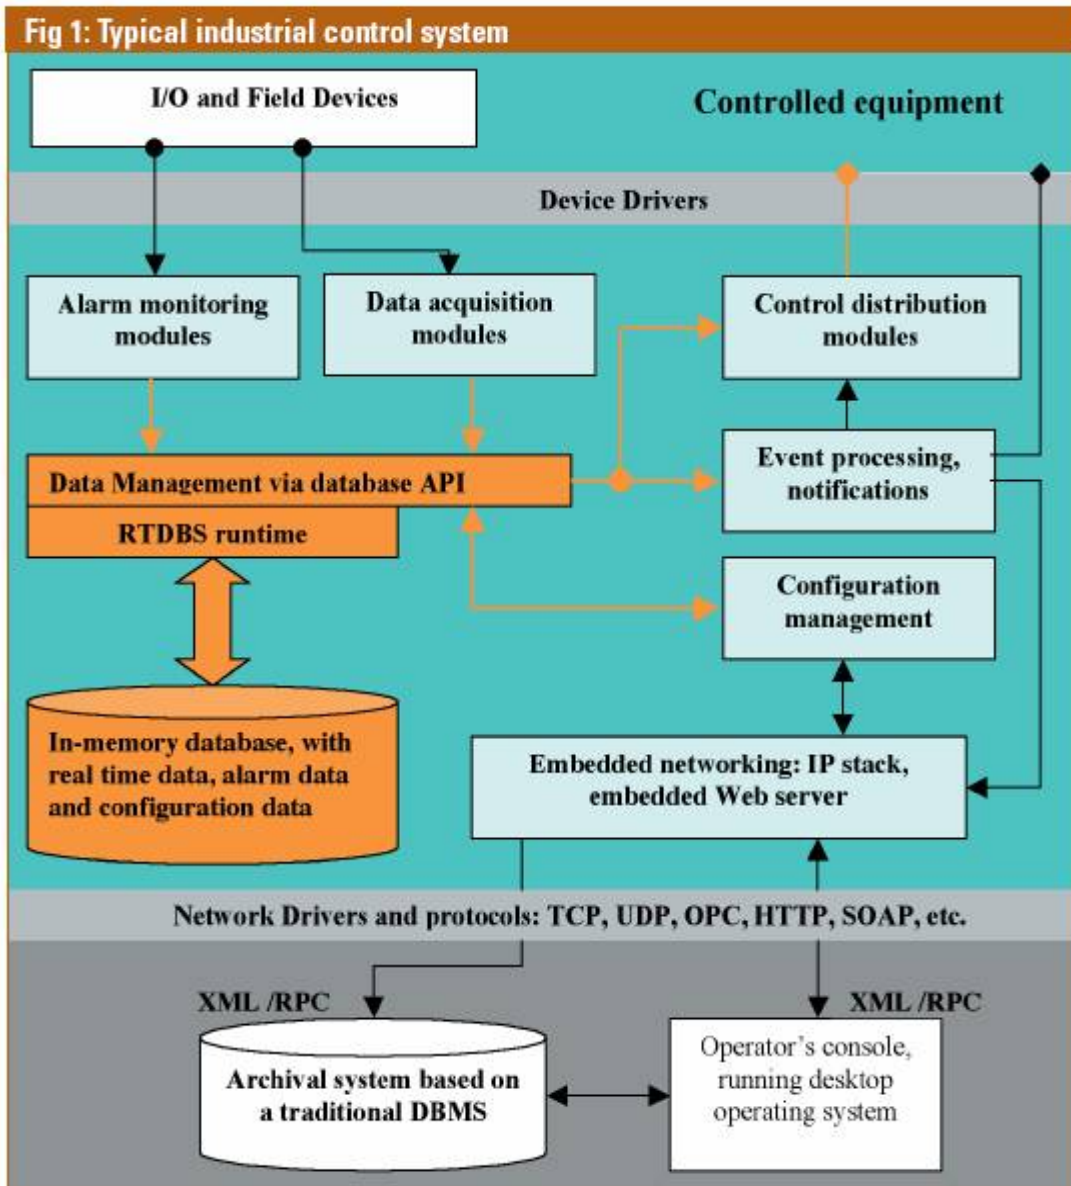 Fig 1: Typical industrial control system
I/O and Field Devices
Controlled equipment
Device Drivers
Alarm monitoring
modules
Data acquisition
modules
Control distribution
modules
Data Management via database API
RTDBS runtime
Event processing,
notifications
Configuration
management
In-memory database, with
real time data, alarm data
and configuration data
Embedded networking: IP stack,
embedded Web server
Network Drivers and protocols: TCP, UDP, OPC, HTTP, SOAP, etc.
XML /RPC
XML /RPC
Archival system based on
a traditional DBMS
Operator's console,
running desktop
operating system